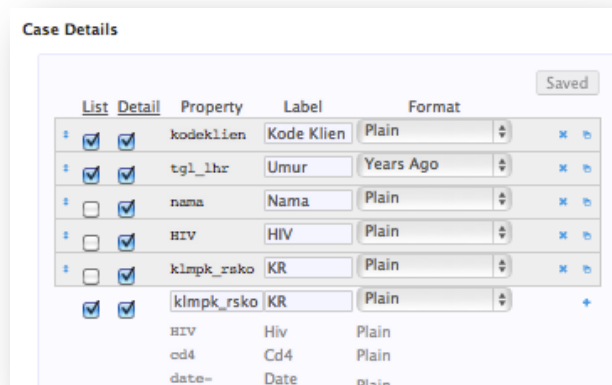 Case Details
Saved
List Detail Property Label Format
kodeklien Kode Klien Plain
tgl_lhr Umur Years Ago
nama Nama Plain
HIV HIV Plain
klmpk_rsko KR Plain
klmpk_rsko KR Plain
HIV Hiv Plain
cd4 Cd4 Plain
date- Date Plain